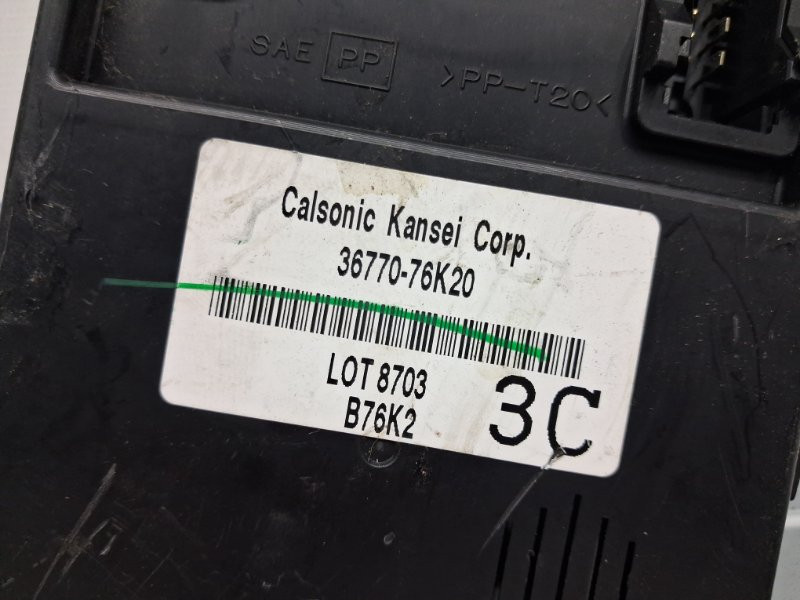 SAE PP >PP-T20<
Calsonic Kansei Corp.
36770-76K20
LOT 8703
B76K2
3C